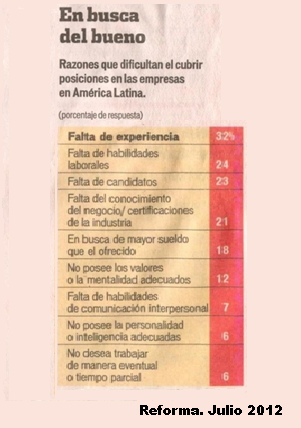 En busca
del bueno
Razones que dificultan el cubrir
posiciones en las empresas
en América Latina.
(porcentaje de respuesta)
Falta de experiencia 32%
Falta de habilidades
laborales 24
Falta de candidatos 23
Falta del conocimiento
del negocio/ certificaciones
de la industria 21
En busca de mayor sueldo
que el ofrecido 18
No posee los valores
o la mentalidad adecuados 12
Falta de habilidades
de comunicación interpersonal 7
No posee la personalidad
o inteligencia adecuadas 6
No desea trabajar
de manera eventual
o tiempo parcial 6
Reforma. Julio 2012